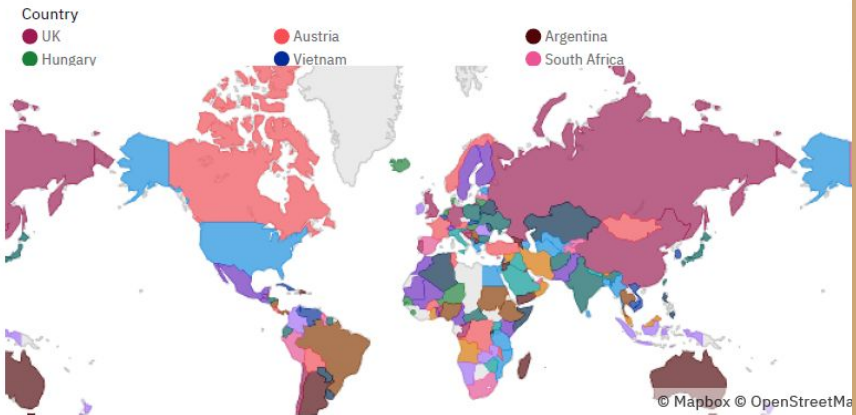 Country
UK Austria Argentina
Hungary Vietnam South Africa
© Mapbox © OpenStreetMa